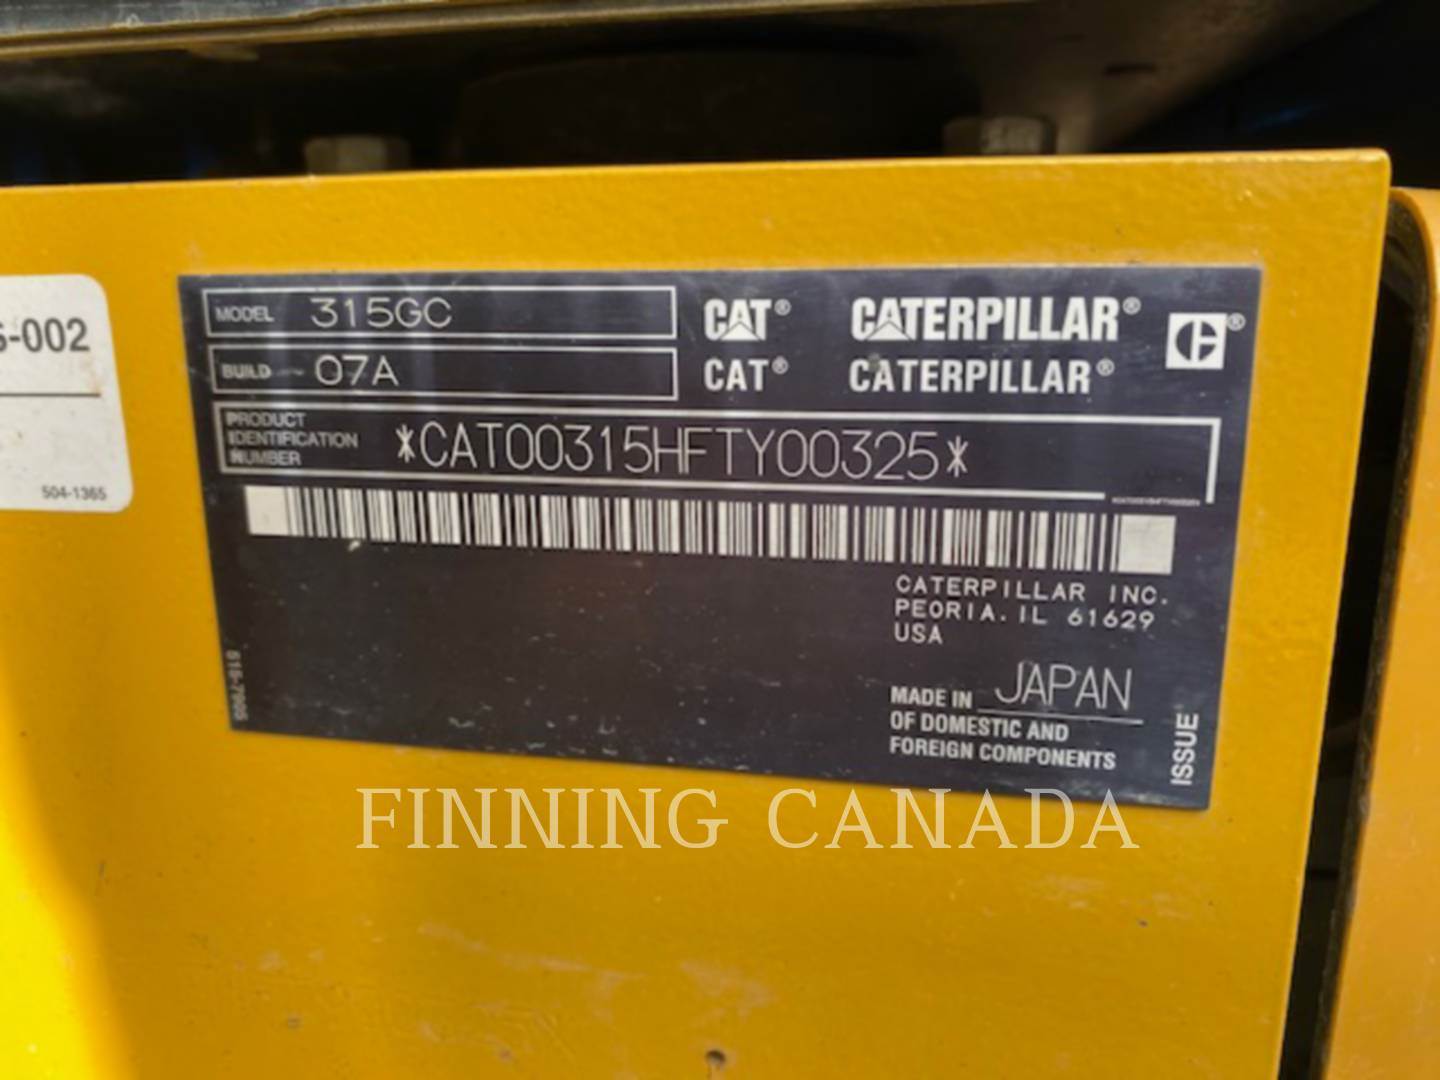 -002
504-1365
MODEL 315GC
CAT® CATERPILLAR®
BUILD 07A
CAT® CATERPILLAR®
PRODUCT
IDENTIFICATION
NUMBER
*CAT00315HFTY00325*
CATERPILLAR INC.
PEORIA, IL 61629
USA
MADE IN JAPAN
OF DOMESTIC AND
FOREIGN COMPONENTS
ISSUE
FINNING CANADA